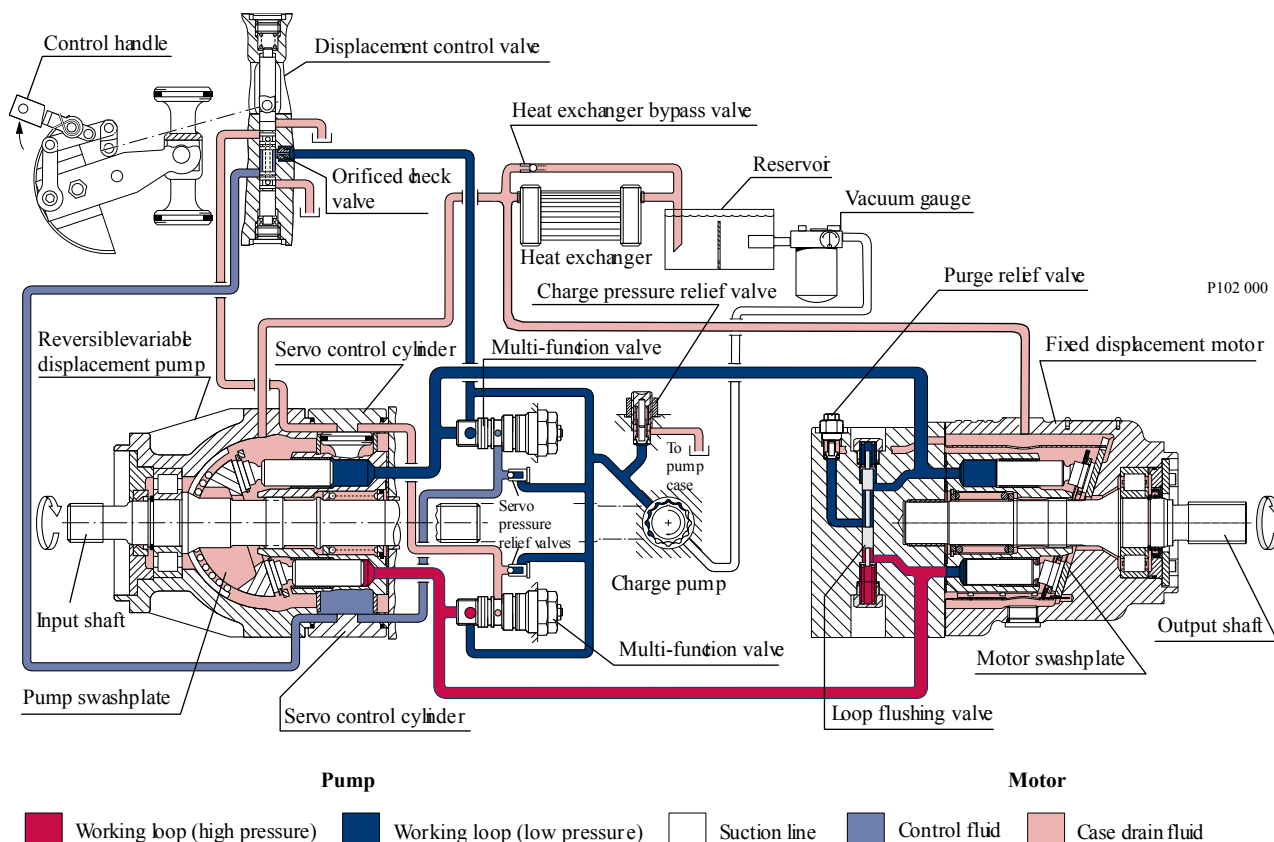 Control handle
Displacement control valve
Heat exchanger bypass valve
Reservoir
Vacuum gauge
Orificed check
valve
Heat exchanger
Purge relief valve
Charge pressure relief valve
P102 000
Reversible variable
displacement pump
Servo control cylinder
Multi-function valve
Fixed displacement motor
To
pump
case
Servo
pressure
relief valves
Charge pump
Input shaft
Output shaft
Multi-function valve
Motor swashplate
Pump swashplate
Servo control cylinder
Loop flushing valve
Pump
Motor
Working loop (high pressure)
Working loop (low pressure)
Suction line
Control fluid
Case drain fluid